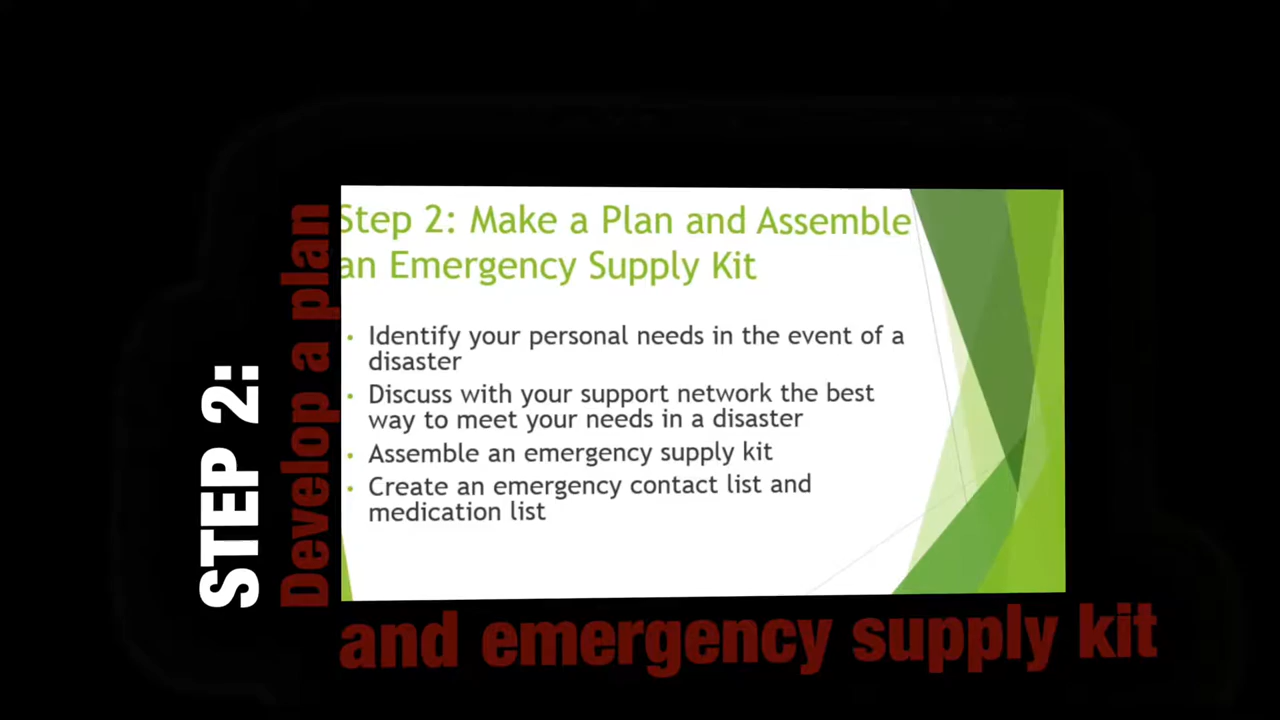 STEP 2:
Develop a plan
Step 2: Make a Plan and Assemble
an Emergency Supply Kit
• Identify your personal needs in the event of a
disaster
• Discuss with your support network the best
way to meet your needs in a disaster
• Assemble an emergency supply kit
• Create an emergency contact list and
medication list
and emergency supply kit